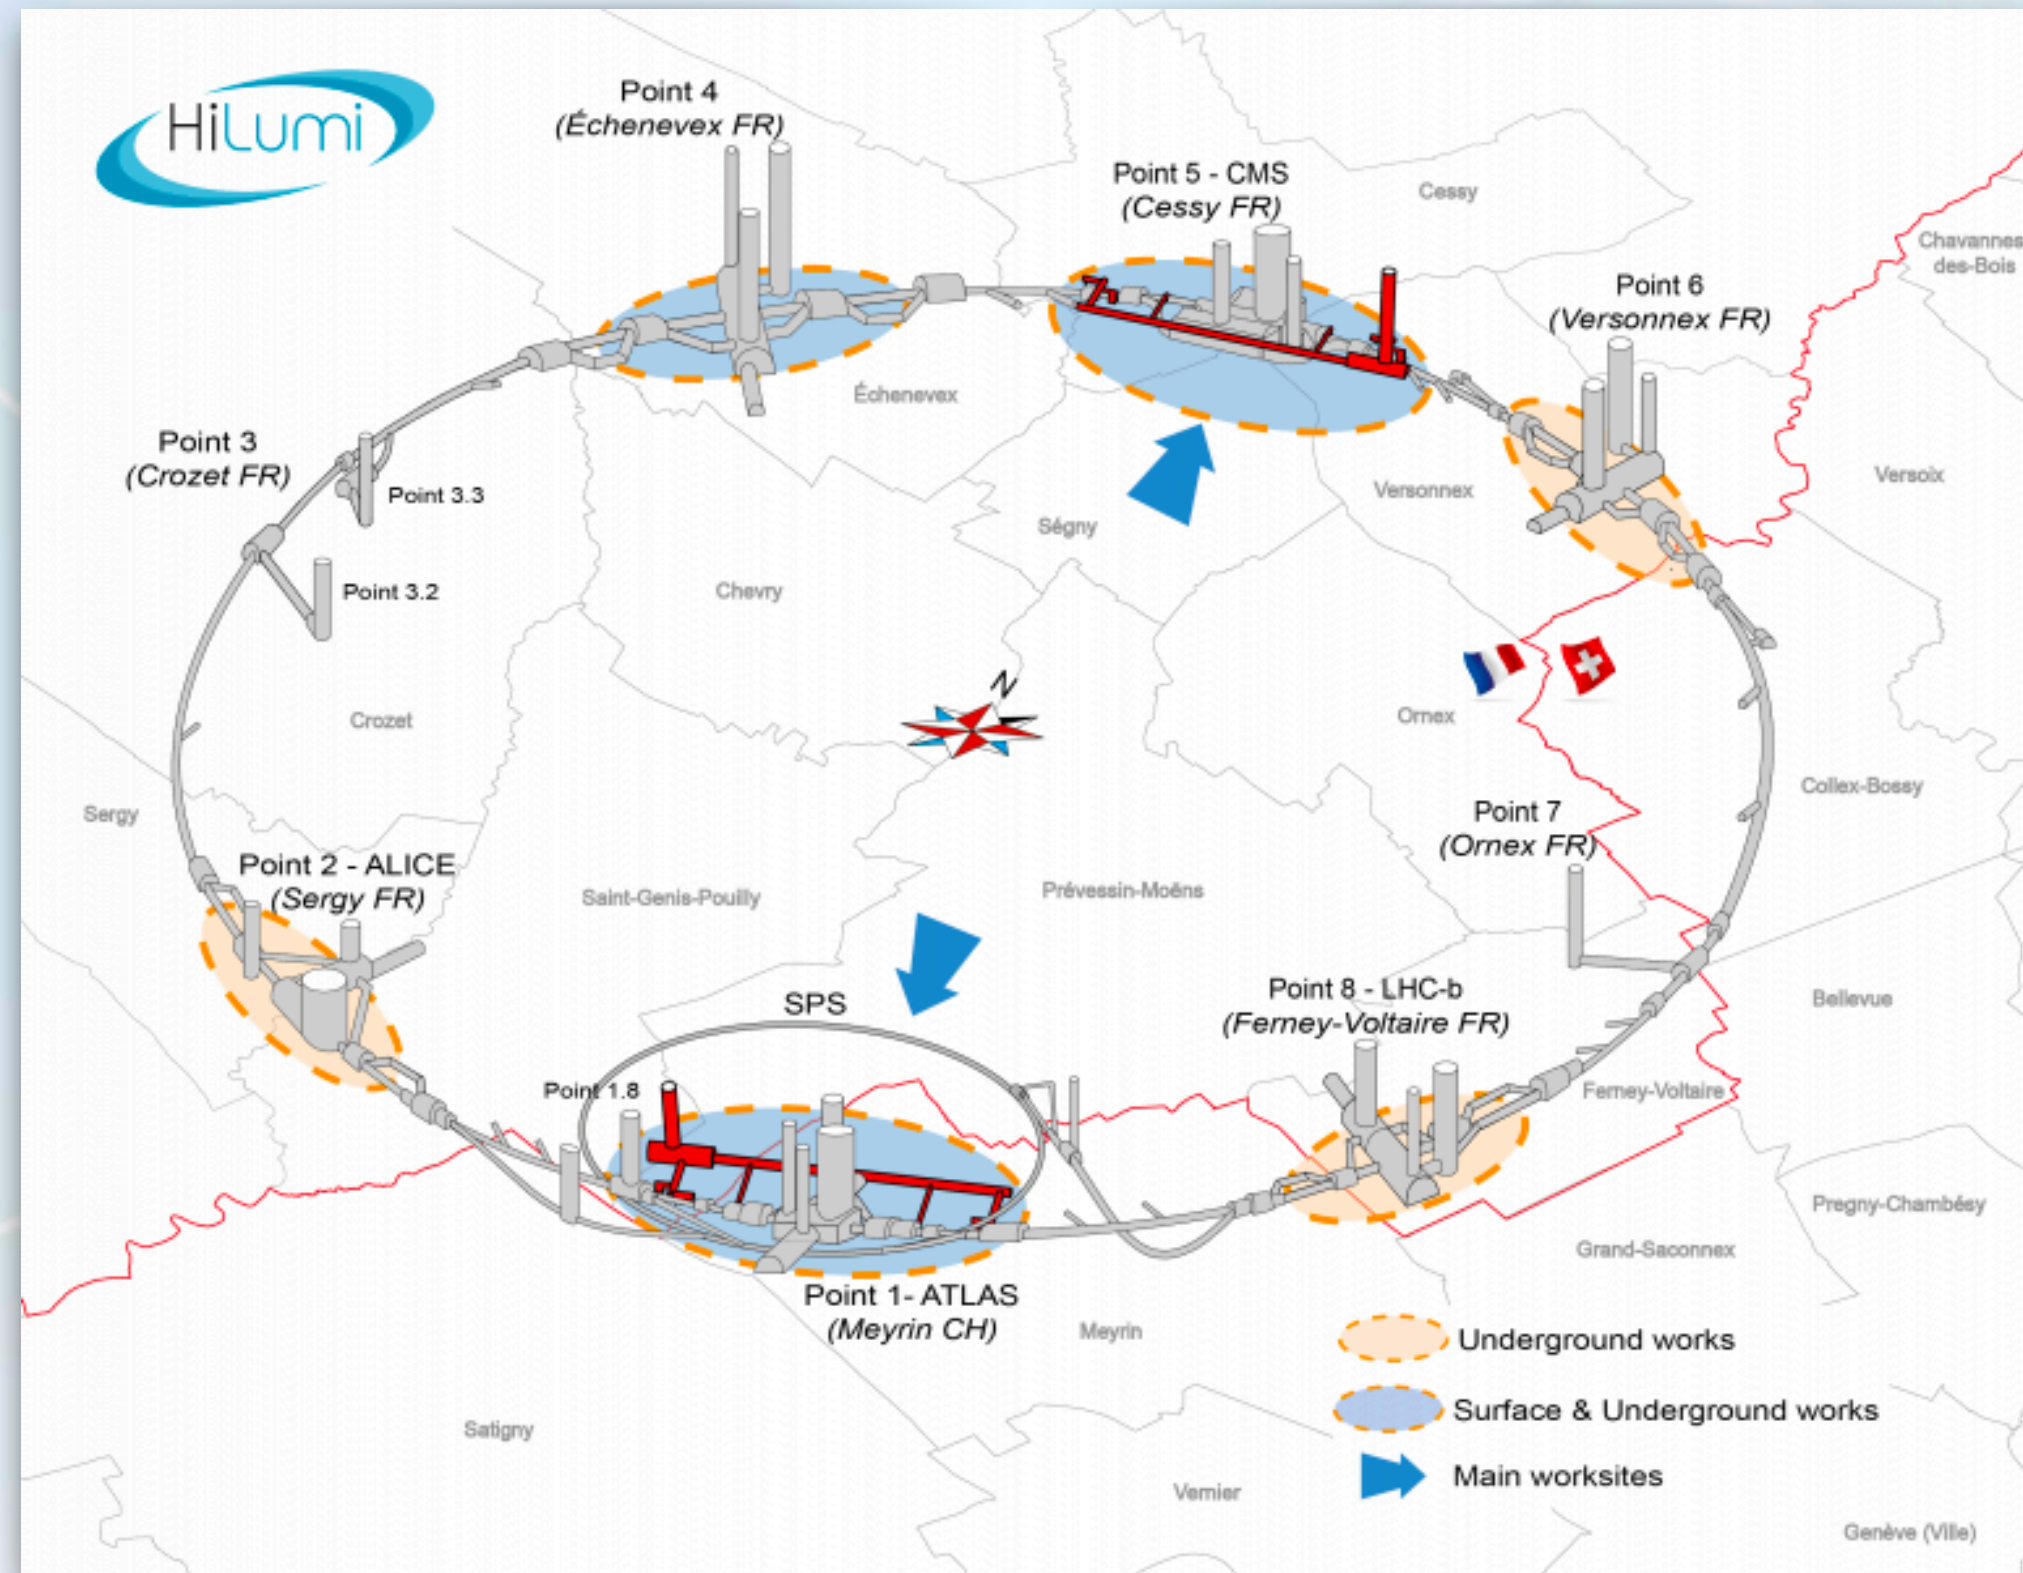 HiLumi
Point 4
(Échenevex FR)
Point 5 - CMS
(Cessy FR)
Cessy
Chavannes
des-Bois
Point 6
(Versonnex FR)
Échenevex
Point 3
(Crozet FR)
Point 3.3
Versonnex
Versoix
Ségny
Point 3.2
Chevry
N
Crozet
Ornex
Collex-Bossy
Sergy
Point 7
(Ornex FR)
Point 2 - ALICE
(Sergy FR)
Saint-Genis-Pouilly
Prévessin-Moëns
SPS
Point 8 - LHC-b
(Ferney-Voltaire FR)
Bellevue
Point 1.8
Ferney-Voltaire
Pregny-Chambésy
Grand-Saconnex
Point 1- ATLAS
(Meyrin CH)
Meyrin
Underground works
Surface & Underground works
Main worksites
Satigny
Vernier
Genève (Ville)